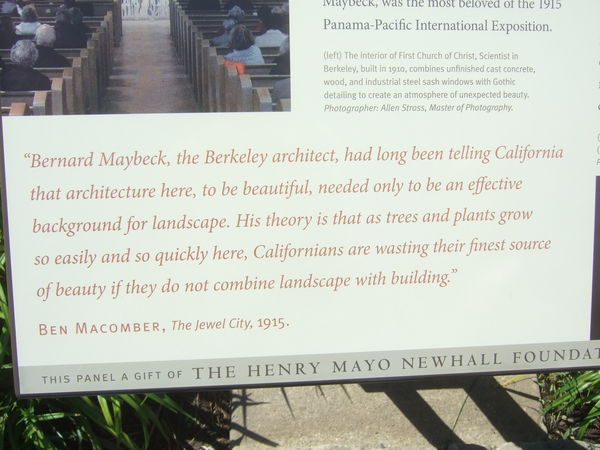 Maybeck, was the most beloved of the 1915
Panama-Pacific International Exposition.
(left) The interior of First Church of Christ, Scientist in
Berkeley, built in 1910, combines unfinished cast concrete,
wood, and industrial steel sash windows with Gothic
detailing to create an atmosphere of unexpected beauty.
Photographer: Allen Strass, Master of Photography.
“Bernard Maybeck, the Berkeley architect, had long been telling California
that architecture here, to be beautiful, needed only to be an effective
background for landscape. His theory is that as trees and plants grow
so easily and so quickly here, Californians are wasting their finest source
of beauty if they do not combine landscape with building.”
BEN MACOMBER, The Jewel City, 1915.
THIS PANEL A GIFT OF THE HENRY MAYO NEWHALL FOUNDAT